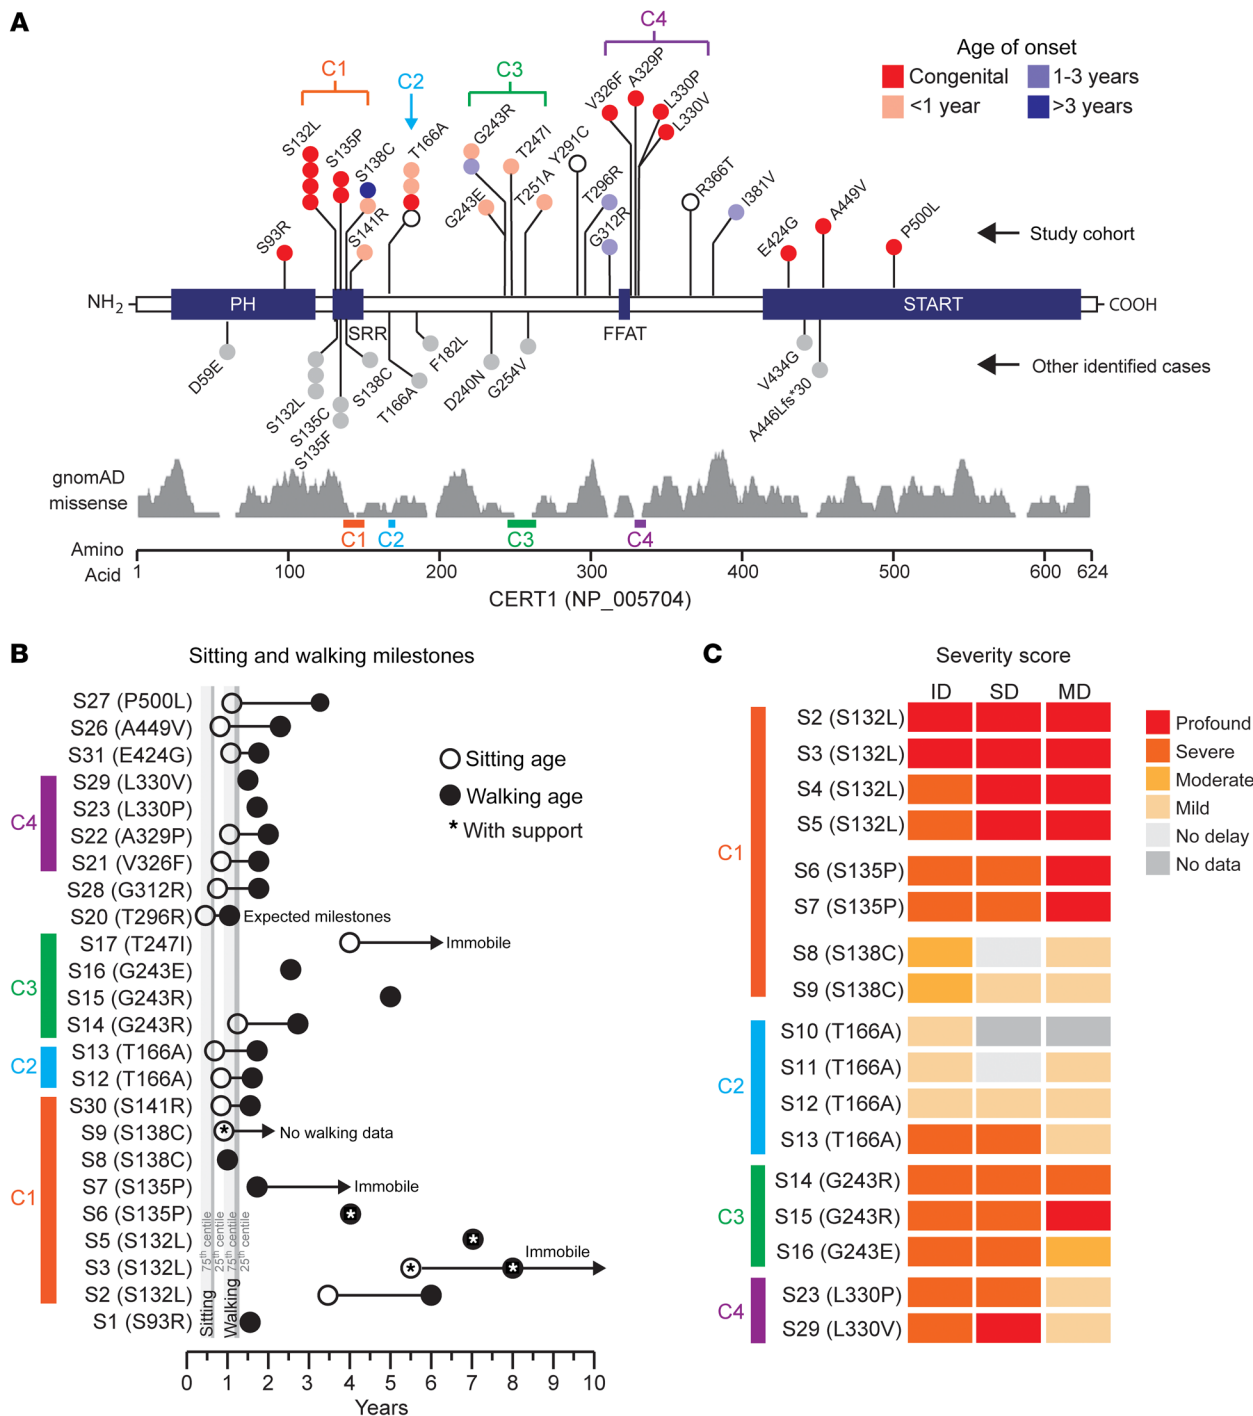 A
C4
Age of onset
Congenital
1-3 years
<1 year
>3 years
C1
C2
C3
V326F
A329P
L330P
L330V
S132L
S135P
S138C
T166A
G243R
T247I
Y291C
S93R
S141R
G243E
T251A
T296R
G312R
R366T
I381V
E424G
A449V
P500L
Study cohort
NH2
PH
SRR
FFAT
START
COOH
D59E
S132L
S135C
S135F
S138C
T166A
F182L
D240N
G254V
V434G
A446Lfs*30
Other identified cases
gnomAD
missense
C1
C2
C3
C4
Amino
Acid
1
100
200
300
400
500
600
624
CERT1 (NP_005704)
B
Sitting and walking milestones
S27 (P500L)
S26 (A449V)
S31 (E424G)
S29 (L330V)
S23 (L330P)
S22 (A329P)
S21 (V326F)
S28 (G312R)
S20 (T296R)
Expected milestones
S17 (T247I)
Immobile
S16 (G243E)
S15 (G243R)
S14 (G243R)
S13 (T166A)
S12 (T166A)
S30 (S141R)
S9 (S138C)
*
No walking data
S8 (S138C)
S7 (S135P)
Immobile
S6 (S135P)
*
S5 (S132L)
*
S3 (S132L)
*
*
Immobile
S2 (S132L)
S1 (S93R)
C4
C3
C2
C1
Sitting age
Walking age
* With support
75th centile
25th centile
75th centile
25th centile
Sitting
Walking
0
1
2
3
4
5
6
7
8
9
10
Years
C
Severity score
ID
SD
MD
S2 (S132L)
S3 (S132L)
S4 (S132L)
S5 (S132L)
S6 (S135P)
S7 (S135P)
S8 (S138C)
S9 (S138C)
S10 (T166A)
S11 (T166A)
S12 (T166A)
S13 (T166A)
S14 (G243R)
S15 (G243R)
S16 (G243E)
S23 (L330P)
S29 (L330V)
C1
C2
C3
C4
Profound
Severe
Moderate
Mild
No delay
No data